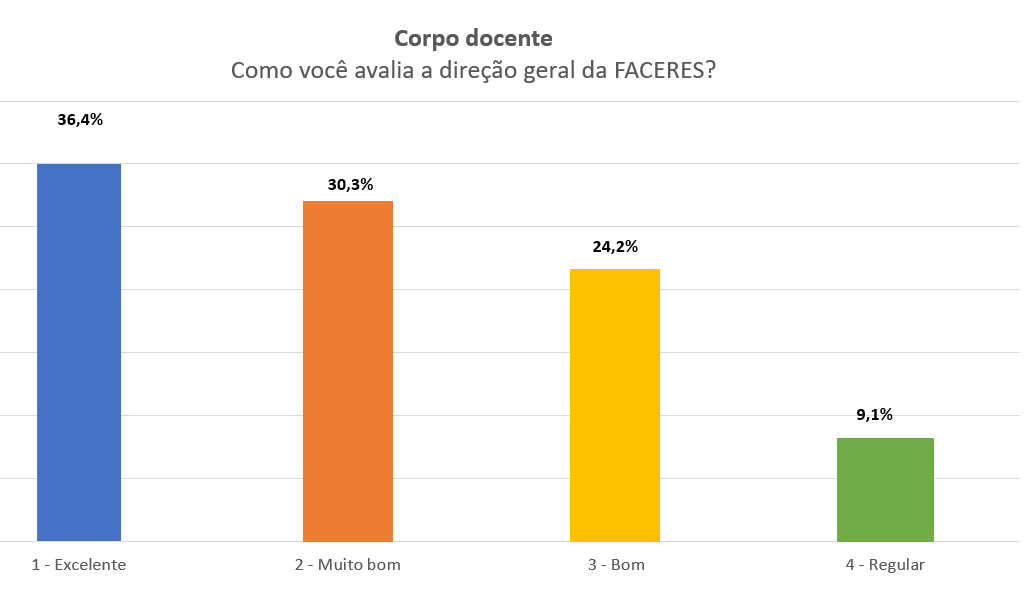 Corpo docente
Como você avalia a direção geral da FACERES?
36,4%
30,3%
24,2%
9,1%
1 - Excelente
2 - Muito bom
3 - Bom
4 - Regular